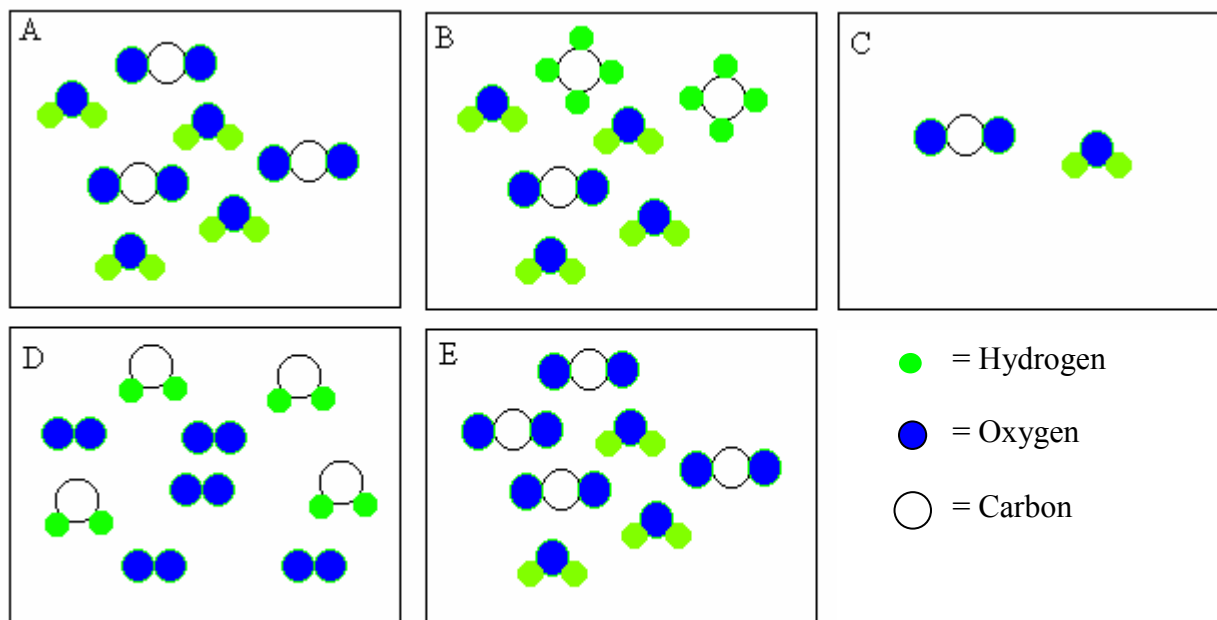 A
B
C
D
E
= Hydrogen
= Oxygen
= Carbon